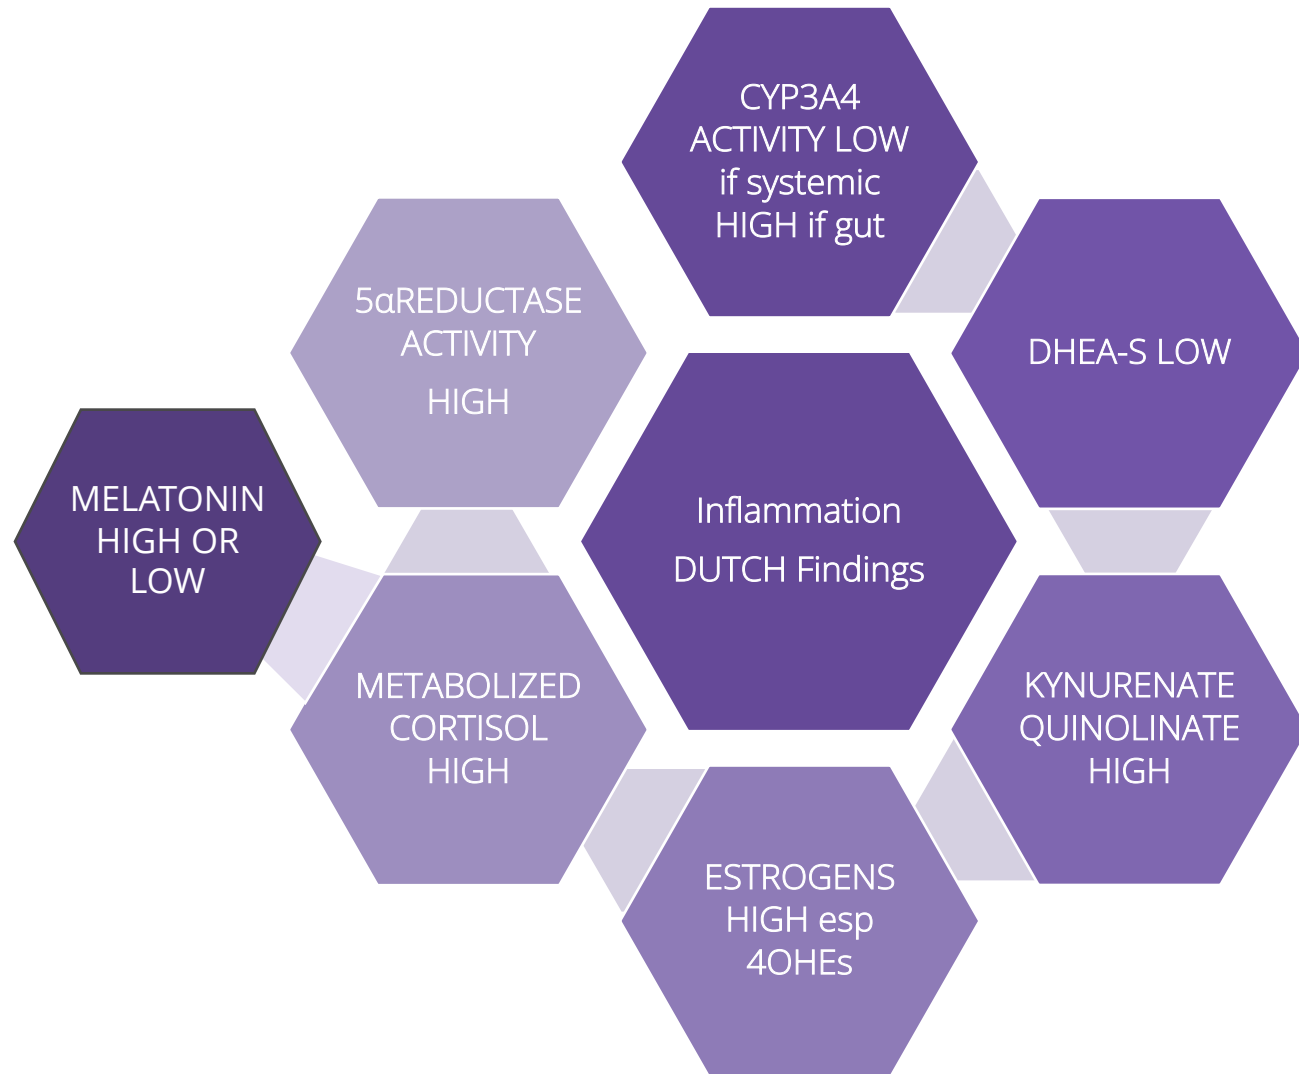 CYP3A4
ACTIVITY LOW
if systemic
HIGH if gut
DHEA-S LOW
KYNURENATE
QUINOLINATE
HIGH
ESTROGENS
HIGH esp
4OHEs
METABOLIZED
CORTISOL
HIGH
5αREDUCTASE
ACTIVITY
HIGH
MELATONIN
HIGH OR
LOW
Inflammation
DUTCH Findings